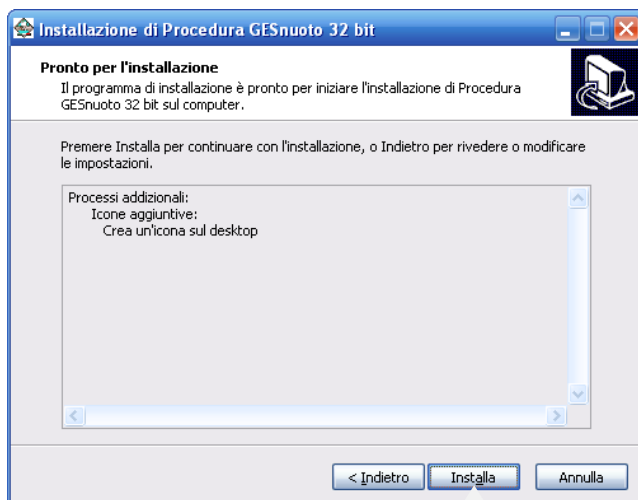 Installazione di Procedura GESnuoto 32 bit
Pronto per l'installazione
Il programma di installazione è pronto per iniziare l'installazione di Procedura
GESnuoto 32 bit sul computer.
Premere Installa per continuare con l'installazione, o Indietro per rivedere o modificare
le impostazioni.
Processi addizionali:
Icone aggiuntive:
Crea un'icona sul desktop
< Indietro
Installa
Annulla